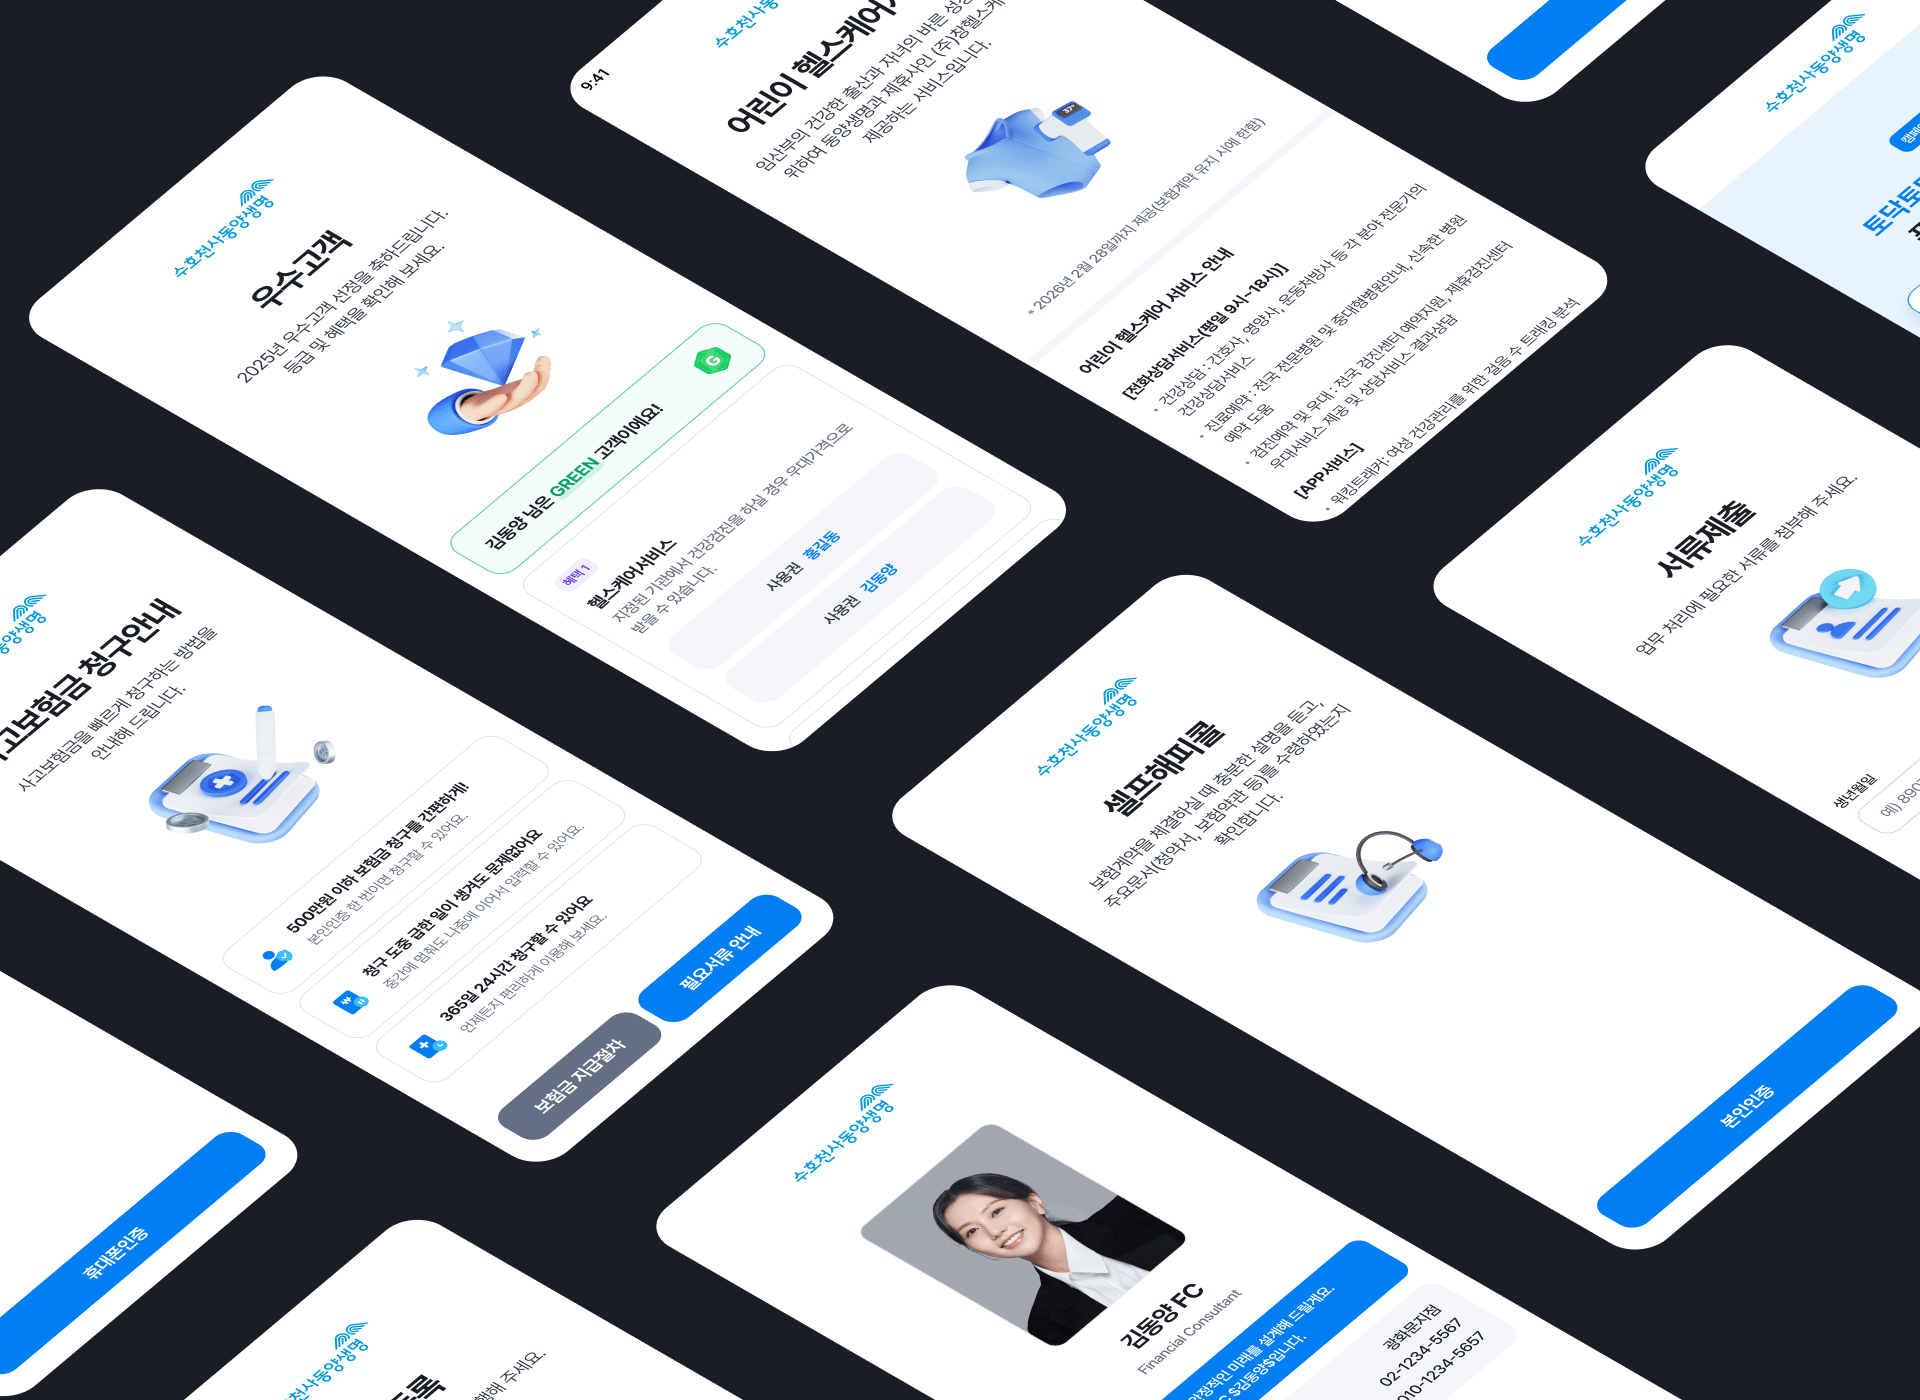 수호천사동양생명
우수고객
2025년 우수고객 선정을 축하드립니다.
등급 및 혜택을 확인해 보세요.
김동양 님은 GREEN 고객이에요!
G
혜택 1
헬스케어서비스
지정된 기관에서 건강검진을 하실 경우 우대가격으로
받을 수 있습니다.
사용권 홍길동
사용권 김동양
9:41
수호천사동
어린이 헬스케어
임산부의 건강한 출산과 자녀의 바른 성장
위하여 동양생명과 제휴사인 (주)창헬스케
제공하는 서비스입니다.
37°
* 2026년 2월 28일까지 제공(보험계약 유지 시에 한함)
어린이 헬스케어 서비스 안내
[전화상담서비스(평일 9시~18시)]
• 건강상담 : 간호사, 영양사, 운동처방사 등 각 분야 전문가의
건강상담서비스
• 진료예약 : 전국 전문병원 및 중대형병원안내, 신속한 병원
예약 도움
• 검진예약 및 우대 : 전국 검진센터 예약지원, 제휴검진센터
우대서비스 제공 및 상담서비스 결과상담
[APP서비스]
• 워킹트래커: 여성 건강관리를 위한 걸음 수 트래킹 분석
수호천사동양생명
캠페
토닥토
동양생명
고보험금 청구안내
사고보험금을 빠르게 청구하는 방법을
안내해 드립니다.
500만원 이하 보험금 청구를 간편하게!
본인인증 한 번이면 청구할 수 있어요.
청구 도중 급한 일이 생겨도 문제없어요
중간에 멈춰도 나중에 이어서 입력할 수 있어요.
365일 24시간 청구할 수 있어요
언제든지 편리하게 이용해 보세요.
보험금 지급절차
필요서류 안내
수호천사동양생명
셀프해피콜
보험계약을 체결하실 때 충분한 설명을 듣고,
주요문서(청약서, 보험약관 등)를 수령하였는지
확인합니다.
본인인증
수호천사동양생명
서류제출
업무 처리에 필요한 서류를 첨부해 주세요.
생년월일
예) 890
휴대폰인증
수호천사동양생명
김동양 FC
Financial Consultant
안정적인 미래를 설계해 드릴게요.
$김동양$입니다.
광화문지점
02-1234-5567
010-1234-5657
천사동양생명
록
행해 주세요.